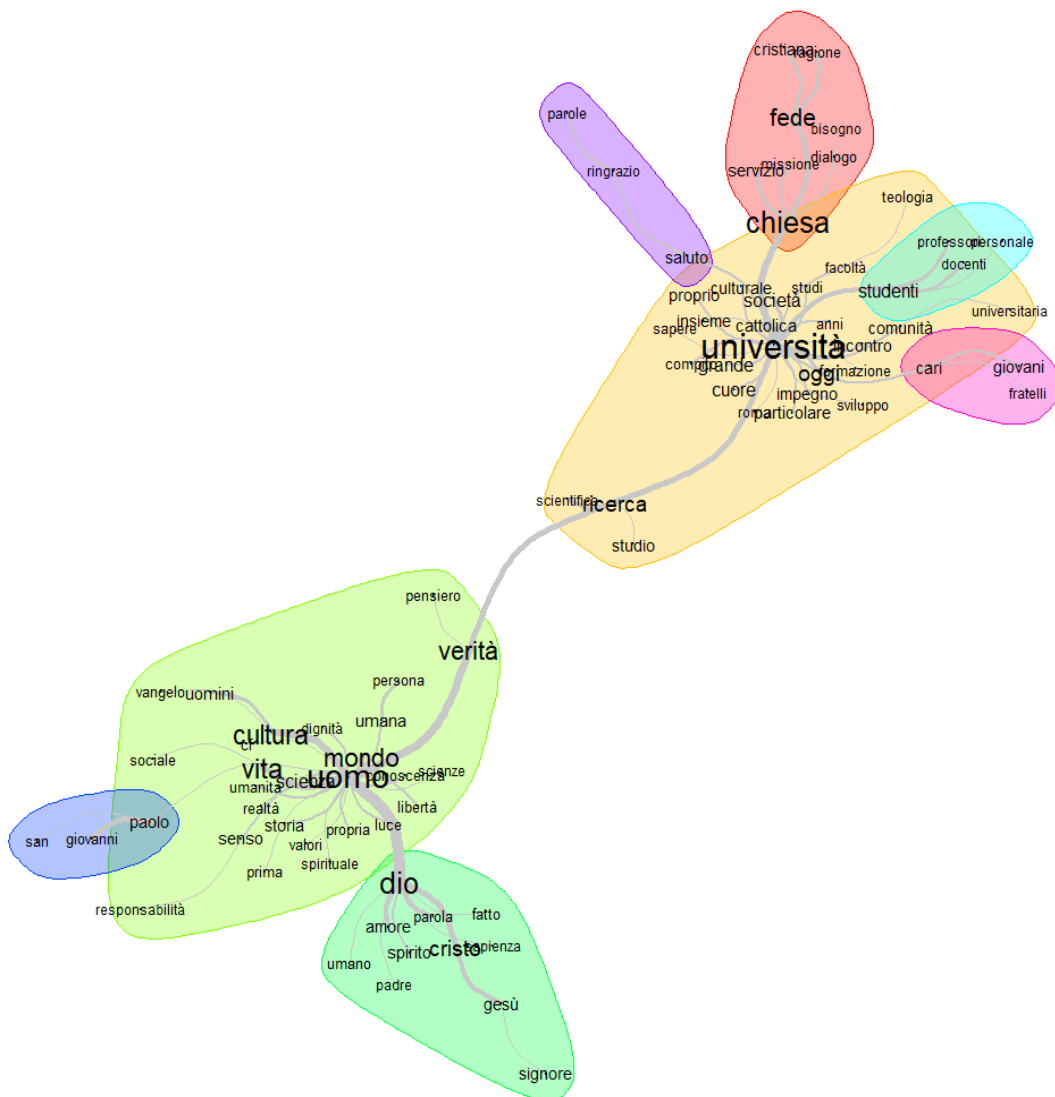 cristiana
ragione
fede
bisogno
parole
missione
dialogo
servizio
ringrazio
teologia
chiesa
professori
personale
saluto
docenti
facoltà
culturale
studi
studenti
proprio
società
universitaria
insieme
sapere
cattolica
anni
comunità
università
incontro
compito
grande
oggi
formazione
cari
giovani
cuore
impegno
fratelli
roma
particolare
sviluppo
scientifica
ricerca
studio
pensiero
verità
persona
vangelo
uomini
umana
dignità
cultura
ci
sociale
mondo
vita
scienza
uomo
conoscenza
scienze
umanità
realtà
libertà
paolo
storia
propria
luce
san
giovanni
senso
valori
prima
spirituale
dio
responsabilità
parola
fatto
amore
cristo
sapienza
spirito
umano
padre
gesù
signore